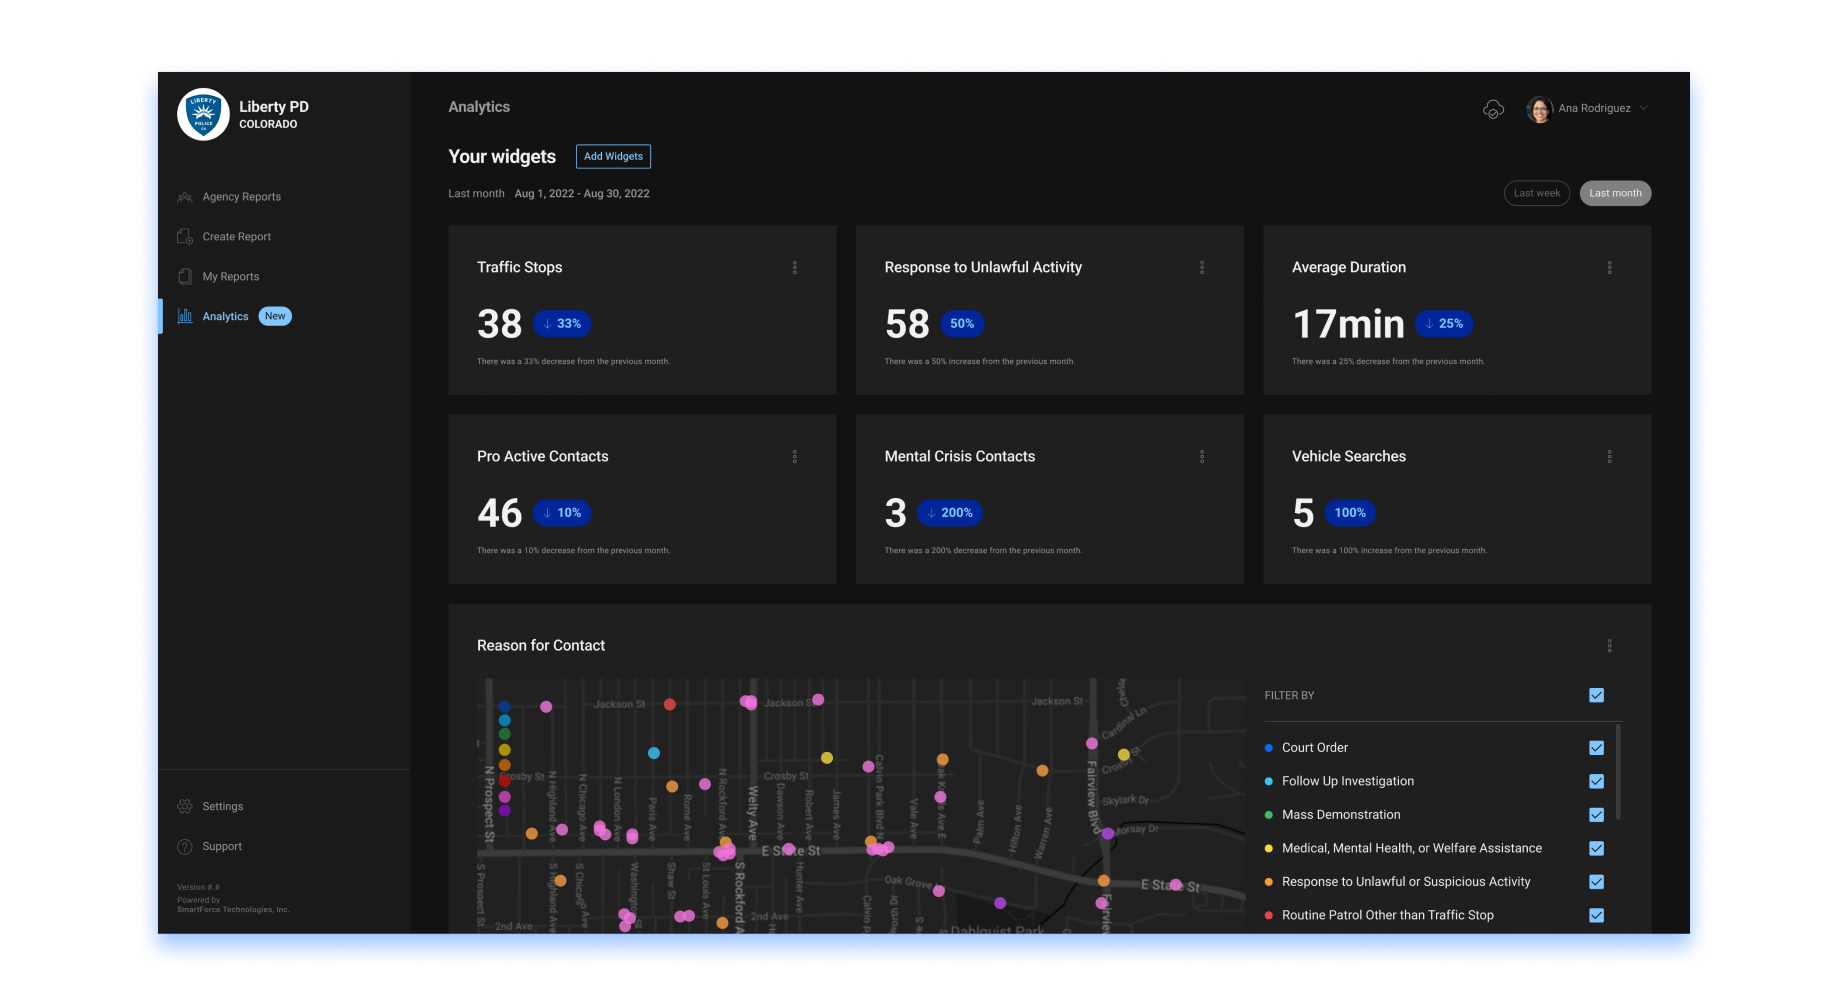 LIBERTY
POLICE
CO
Liberty PD
COLORADO
Agency Reports
Create Report
My Reports
Analytics New
Settings
Support
Version #.#
Powered by
SmartForce Technologies, Inc.
Analytics
Ana Rodriguez
Your widgets Add Widgets
Last month Aug 1, 2022 - Aug 30, 2022
Last week Last month
Traffic Stops
38 ↓ 33%
There was a 33% decrease from the previous month.
Response to Unlawful Activity
58 50%
There was a 50% increase from the previous month.
Average Duration
17min ↓ 25%
There was a 25% decrease from the previous month.
Pro Active Contacts
46 ↓ 10%
There was a 10% decrease from the previous month.
Mental Crisis Contacts
3 ↓ 200%
There was a 200% decrease from the previous month.
Vehicle Searches
5 100%
There was a 100% increase from the previous month.
Reason for Contact
Jackson St
Jackson St
Jackson St
Cardinal Ln
Crosby St
Crosby St
N Prospect St
N Highland Ave
N Chicago Ave
N London Ave
Paris Ave
Rome Ave
N Rockford Ave
Welty Ave
Dawson Ave
Robert Ave
James Ave
Calvin Park Blvd N
Vale Ave
Palm Ave
Hilton Ave
Warren Ave
Fairview Blvd
Skylark Dr
Morsay Dr
E State St
E State St
S Prospect St
S Highland Ave
S Chicago Ave
Shaw St
St Louis Ave
S Rockford A
Hunter Ave
Oak Grove
2nd Ave
2nd Ave
Dahlquist Park
FILTER BY
Court Order
Follow Up Investigation
Mass Demonstration
Medical, Mental Health, or Welfare Assistance
Response to Unlawful or Suspicious Activity
Routine Patrol Other than Traffic Stop